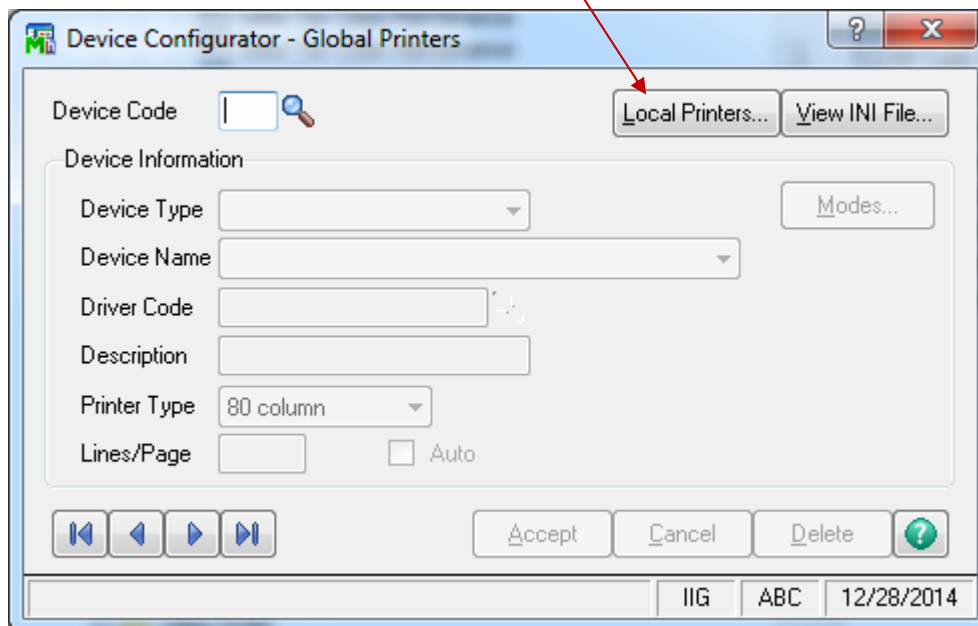 Device Configurator - Global Printers
Device Code Local Printers... View INI File...
Device Information
Device Type Modes...
Device Name
Driver Code
Description
Printer Type 80 column
Lines/Page Auto
Accept Cancel Delete
IIG ABC 12/28/2014